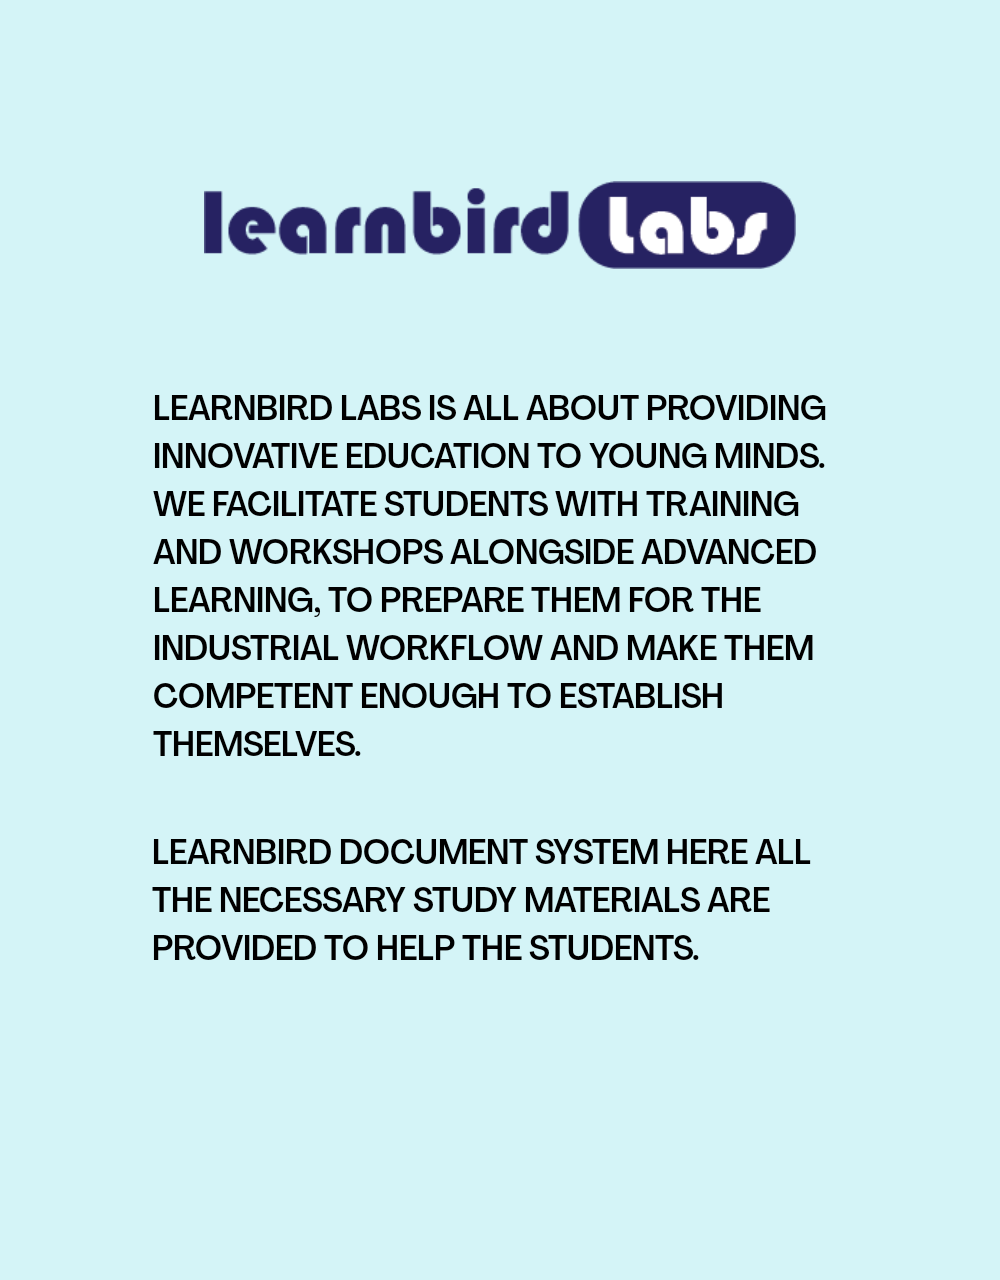 learnbird Labs
LEARNBIRD LABS IS ALL ABOUT PROVIDING
INNOVATIVE EDUCATION TO YOUNG MINDS.
WE FACILITATE STUDENTS WITH TRAINING
AND WORKSHOPS ALONGSIDE ADVANCED
LEARNING, TO PREPARE THEM FOR THE
INDUSTRIAL WORKFLOW AND MAKE THEM
COMPETENT ENOUGH TO ESTABLISH
THEMSELVES.
LEARNBIRD DOCUMENT SYSTEM HERE ALL
THE NECESSARY STUDY MATERIALS ARE
PROVIDED TO HELP THE STUDENTS.